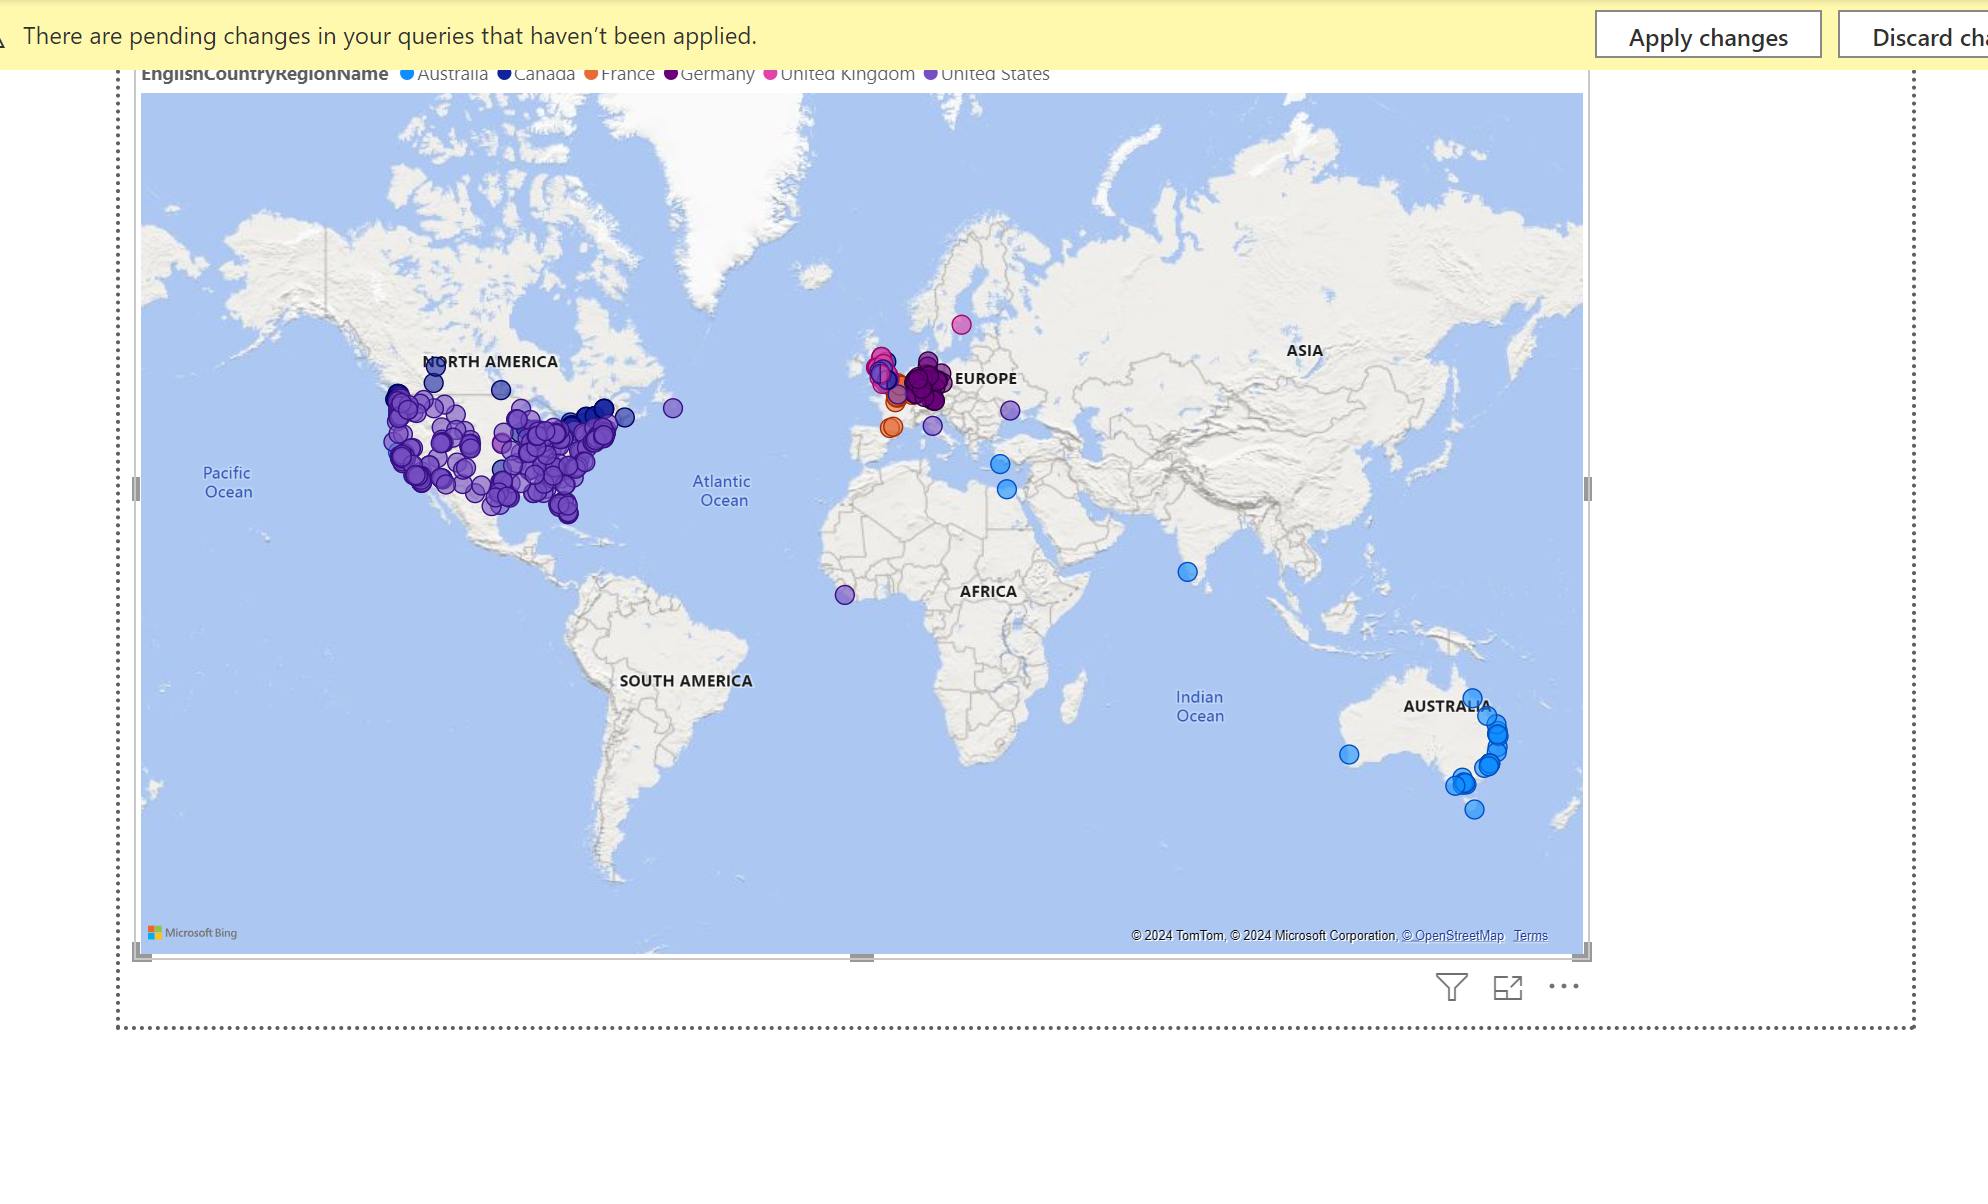 There are pending changes in your queries that haven't been applied.
Apply changes
Discard cha
EnglishCountryRegionName Australia Canada France Germany United Kingdom United States
NORTH AMERICA
ASIA
EUROPE
Pacific
Ocean
Atlantic
Ocean
AFRICA
SOUTH AMERICA
Indian
Ocean
AUSTRALIA
Microsoft Bing
© 2024 TomTom, © 2024 Microsoft Corporation, © OpenStreetMap Terms